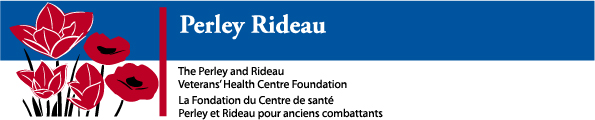 Perley Rideau
The Perley and Rideau
Veterans' Health Centre Foundation
La Fondation du Centre de santé
Perley et Rideau pour anciens combattants